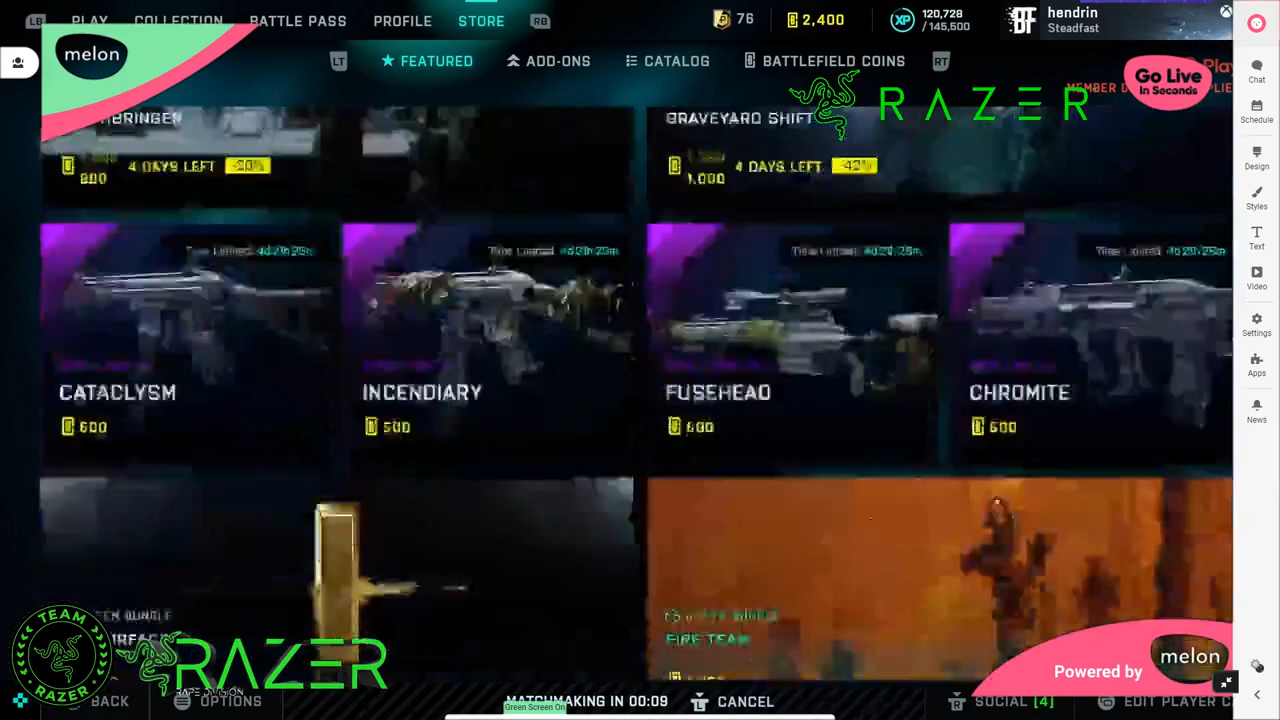 LB PLAY COLLECTION BATTLE PASS PROFILE STORE RB
76 2,400 XP 120,728 / 145,500
hendrin
Steadfast
melon
LT FEATURED ADD-ONS CATALOG BATTLEFIELD COINS RT
Go Live
In Seconds
RAZER
GRAVEYARD SHIFT
800 4 DAYS LEFT
1,000 4 DAYS LEFT
CATACLYSM
600
INCENDIARY
500
FUSEHEAD
600
CHROMITE
600
FIRE TEAM
TEAM
RAZER
RAZER
Powered by melon
BACK OPTIONS
MATCHMAKING IN 00:09 CANCEL
Green Screen On
SOCIAL [4] EDIT PLAYER C
Chat
Schedule
Design
Styles
Text
Video
Settings
Apps
News